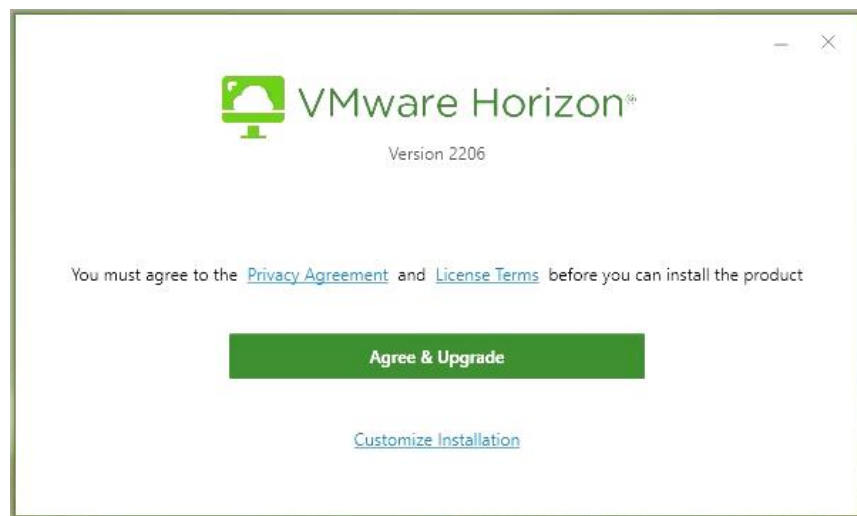 VMware Horizon®
Version 2206
You must agree to the Privacy Agreement and License Terms before you can install the product
Agree & Upgrade
Customize Installation